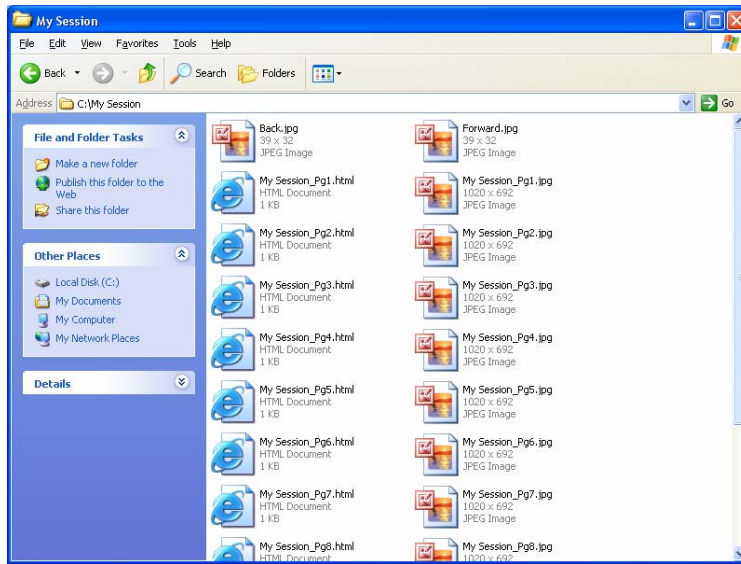 My Session
File Edit View Favorites Tools Help
Back Search Folders
Address C:\My Session Go
File and Folder Tasks
Make a new folder
Publish this folder to the
Web
Share this folder
Other Places
Local Disk (C:)
My Documents
My Computer
My Network Places
Details
Back.jpg
39 x 32
JPEG Image
Forward.jpg
39 x 32
JPEG Image
My Session_Pg1.html
HTML Document
1 KB
My Session_Pg1.jpg
1020 x 692
JPEG Image
My Session_Pg2.html
HTML Document
1 KB
My Session_Pg2.jpg
1020 x 692
JPEG Image
My Session_Pg3.html
HTML Document
1 KB
My Session_Pg3.jpg
1020 x 692
JPEG Image
My Session_Pg4.html
HTML Document
1 KB
My Session_Pg4.jpg
1020 x 692
JPEG Image
My Session_Pg5.html
HTML Document
1 KB
My Session_Pg5.jpg
1020 x 692
JPEG Image
My Session_Pg6.html
HTML Document
1 KB
My Session_Pg6.jpg
1020 x 692
JPEG Image
My Session_Pg7.html
HTML Document
1 KB
My Session_Pg7.jpg
1020 x 692
JPEG Image
My Session_Pg8.html
HTML Document
My Session_Pg8.jpg
1020 x 692